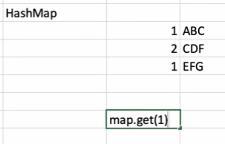 HashMap
1 ABC
2 CDF
1 EFG
map.get(1)